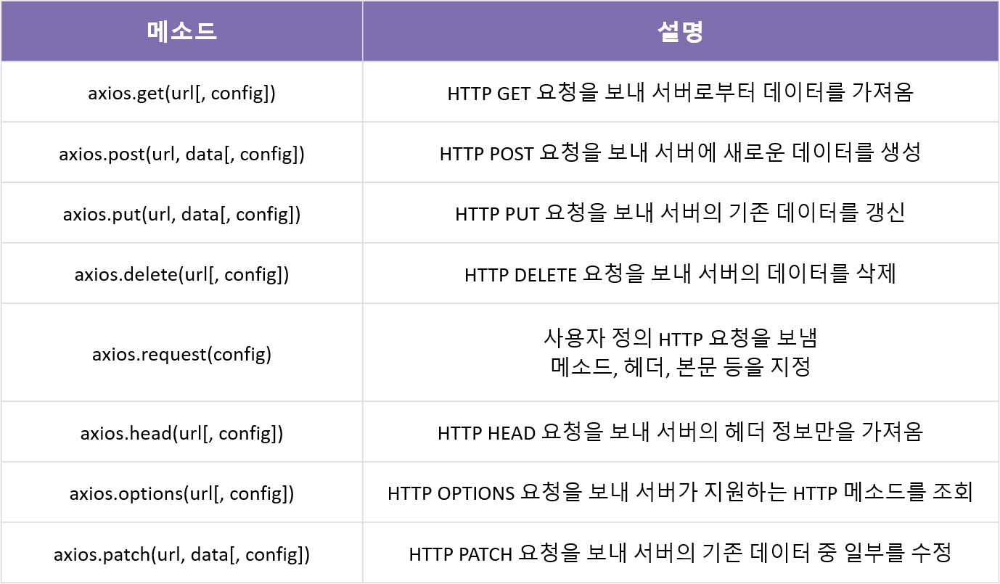 메소드 설명
axios.get(url[, config]) HTTP GET 요청을 보내 서버로부터 데이터를 가져옴
axios.post(url, data[, config]) HTTP POST 요청을 보내 서버에 새로운 데이터를 생성
axios.put(url, data[, config]) HTTP PUT 요청을 보내 서버의 기존 데이터를 갱신
axios.delete(url[, config]) HTTP DELETE 요청을 보내 서버의 데이터를 삭제
axios.request(config) 사용자 정의 HTTP 요청을 보냄
메소드, 헤더, 본문 등을 지정
axios.head(url[, config]) HTTP HEAD 요청을 보내 서버의 헤더 정보만을 가져옴
axios.options(url[, config]) HTTP OPTIONS 요청을 보내 서버가 지원하는 HTTP 메소드를 조회
axios.patch(url, data[, config]) HTTP PATCH 요청을 보내 서버의 기존 데이터 중 일부를 수정